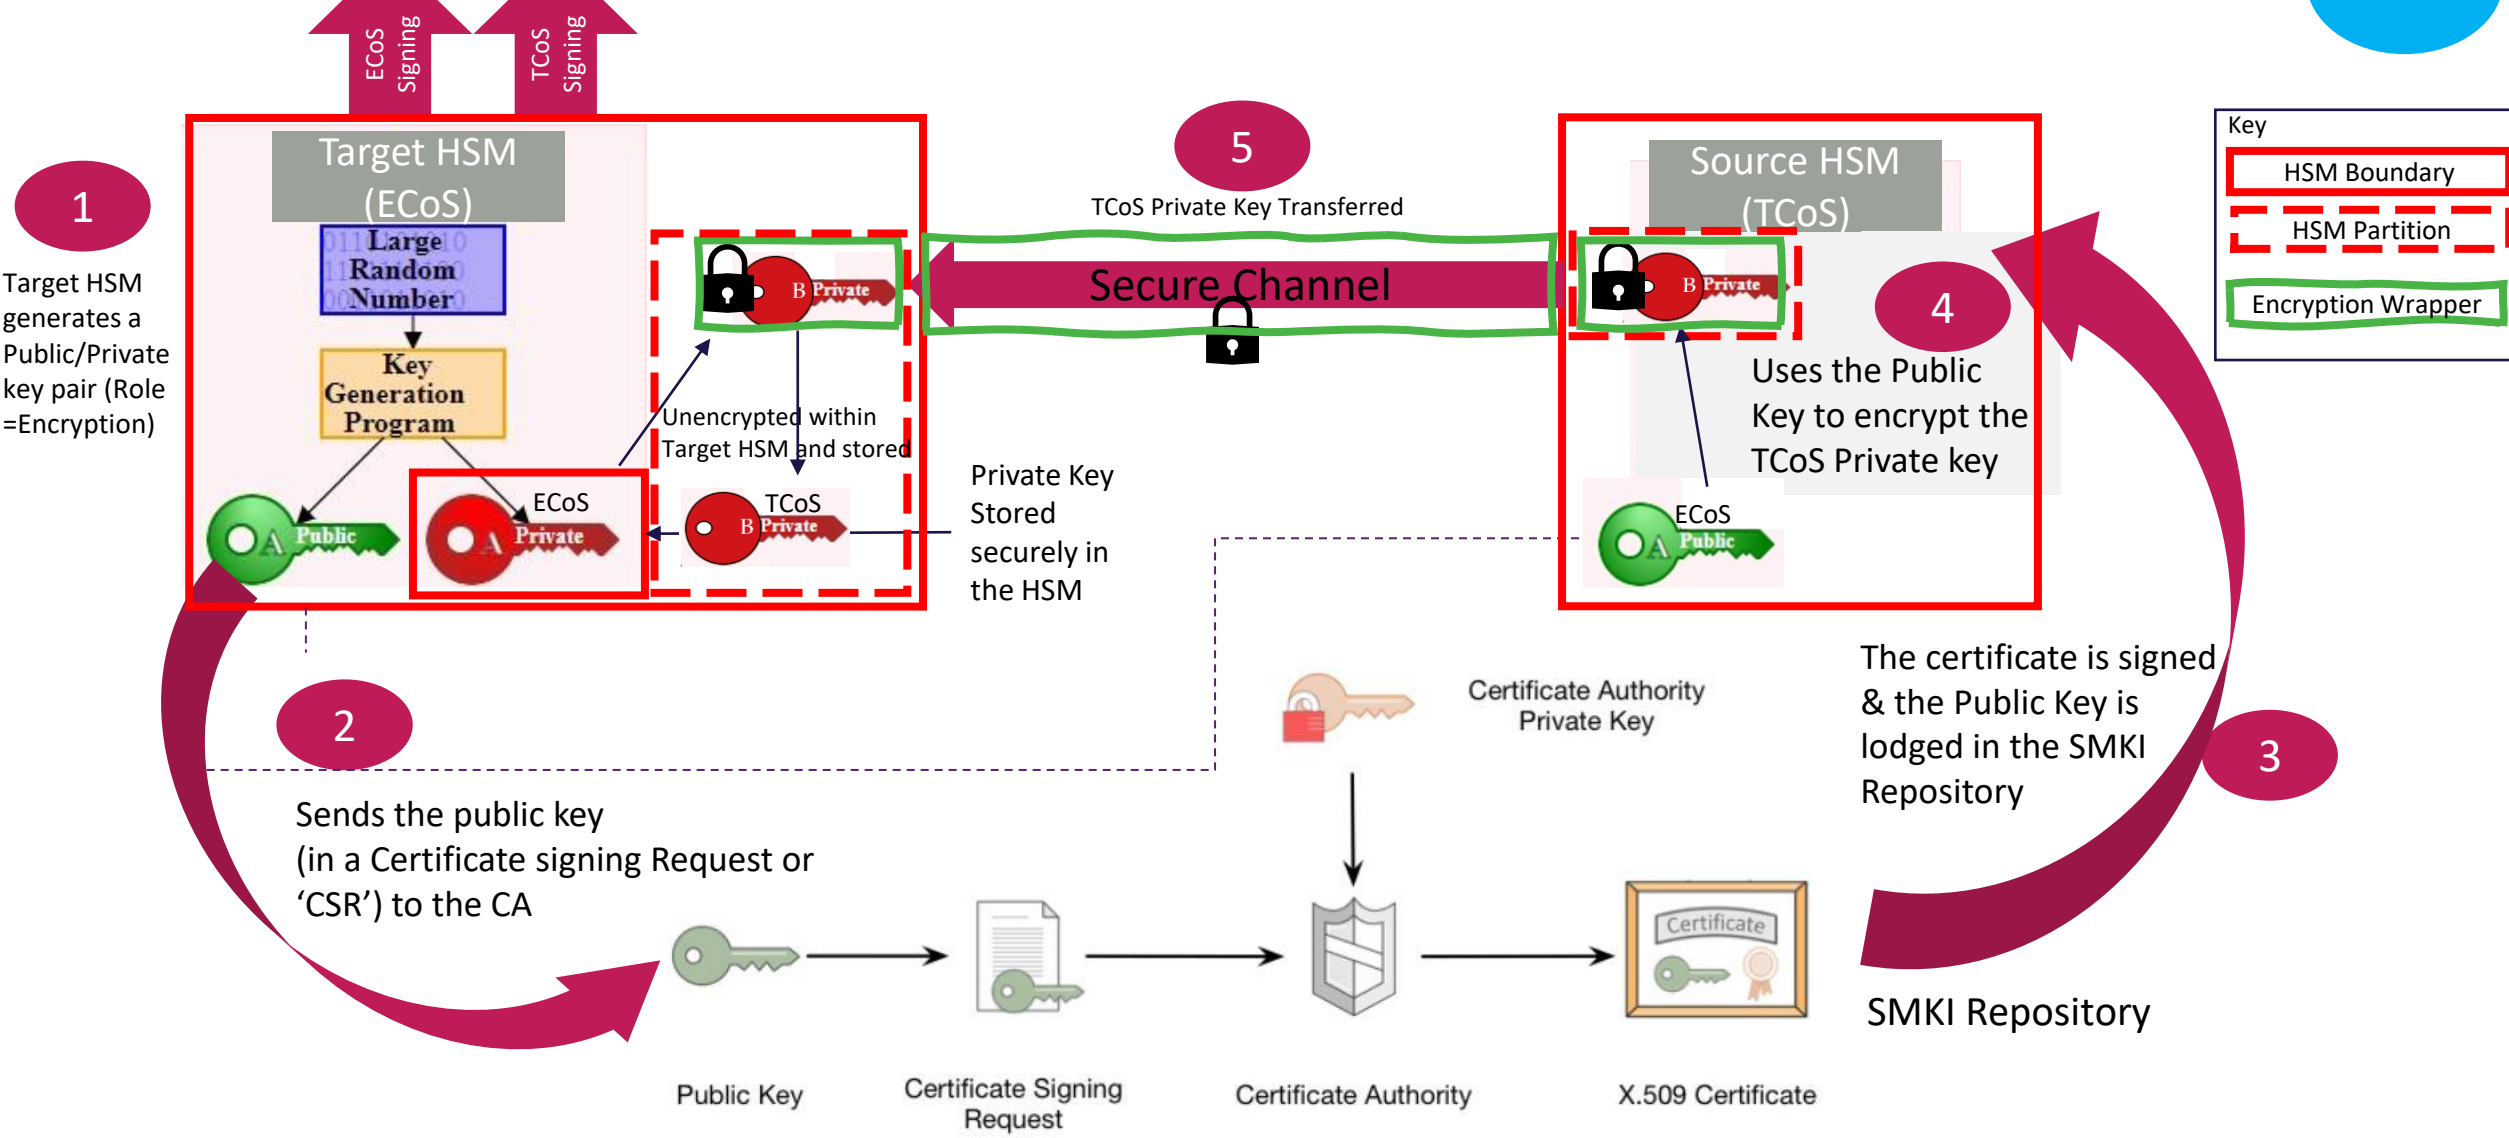 ECoS
Signing
TCoS
Signing
1
Target HSM
generates a
Public/Private
key pair (Role
=Encryption)
Target HSM
(ECoS)
Large
Random
Number
Key
Generation
Program
A Public
ECoS
A Private
B Private
Unencrypted within
Target HSM and stored
TCoS
B Private
Private Key
Stored
securely in
the HSM
5
TCoS Private Key Transferred
Secure Channel
Source HSM
(TCoS)
B Private
4
Uses the Public
Key to encrypt the
TCoS Private key
ECoS
A Public
Key
HSM Boundary
HSM Partition
Encryption Wrapper
2
Sends the public key
(in a Certificate signing Request or
‘CSR’) to the CA
Certificate Authority
Private Key
The certificate is signed
& the Public Key is
lodged in the SMKI
Repository
3
Certificate
SMKI Repository
Public Key
Certificate Signing
Request
Certificate Authority
X.509 Certificate